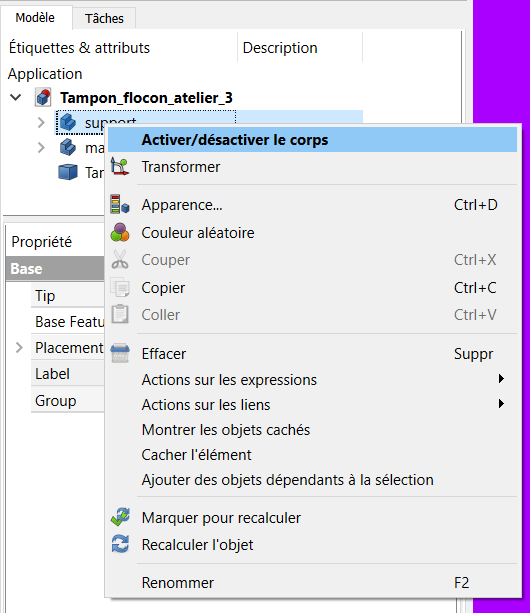 Modèle Tâches
Étiquettes & attributs Description
Application
Tampon_flocon_atelier_3
support
ma
Tar
Activer/désactiver le corps
Transformer
Apparence... Ctrl+D
Couleur aléatoire
Couper Ctrl+X
Copier Ctrl+C
Coller Ctrl+V
Effacer Suppr
Actions sur les expressions
Actions sur les liens
Montrer les objets cachés
Cacher l'élément
Ajouter des objets dépendants à la sélection
Marquer pour recalculer
Recalculer l'objet
Renommer F2
Propriété
Base
Tip
Base Featu
Placement
Label
Group